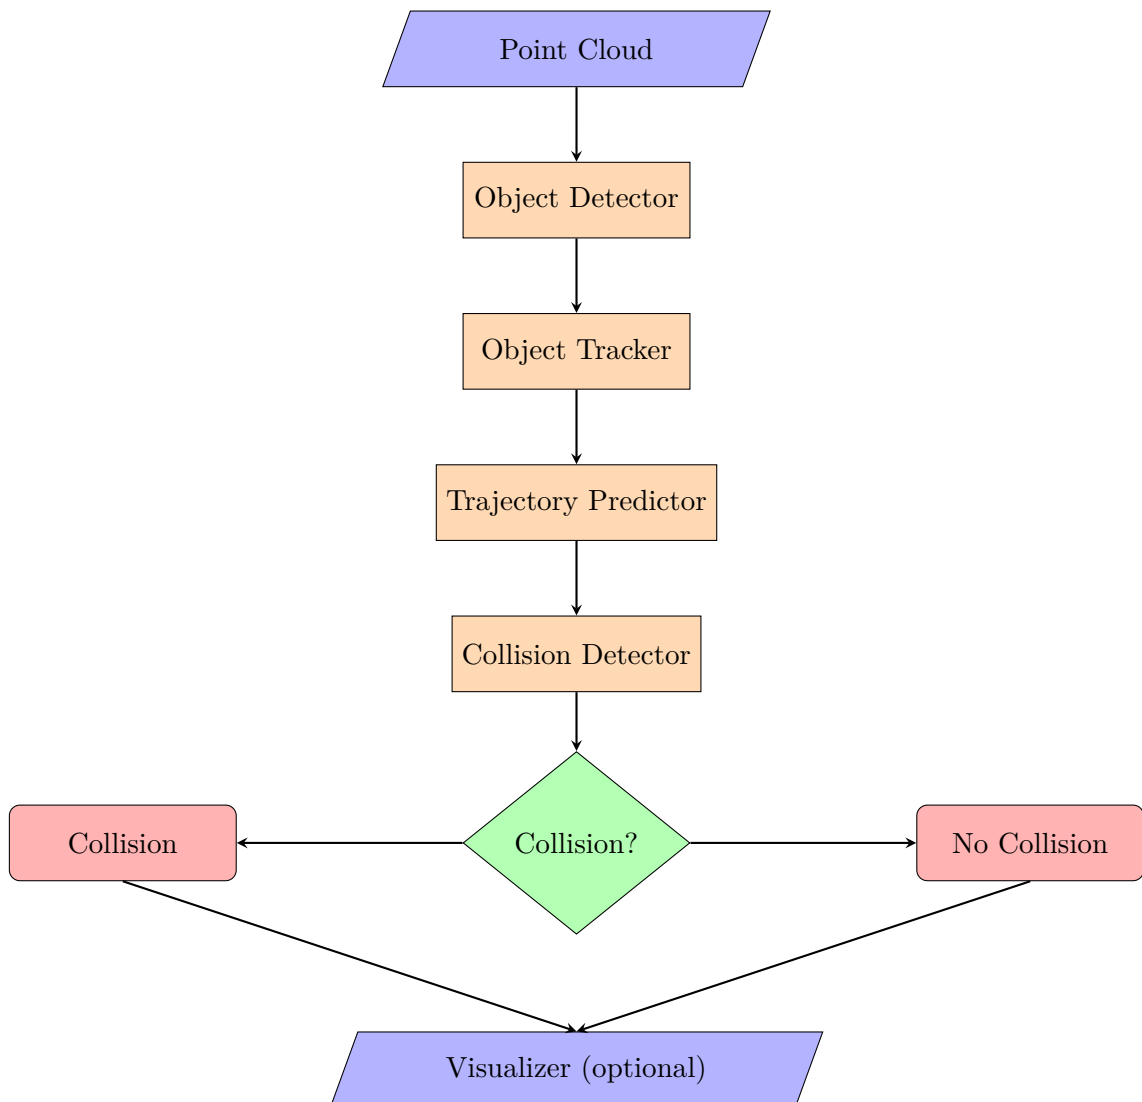 Point Cloud
Object Detector
Object Tracker
Trajectory Predictor
Collision Detector
Collision
Collision?
No Collision
Visualizer (optional)